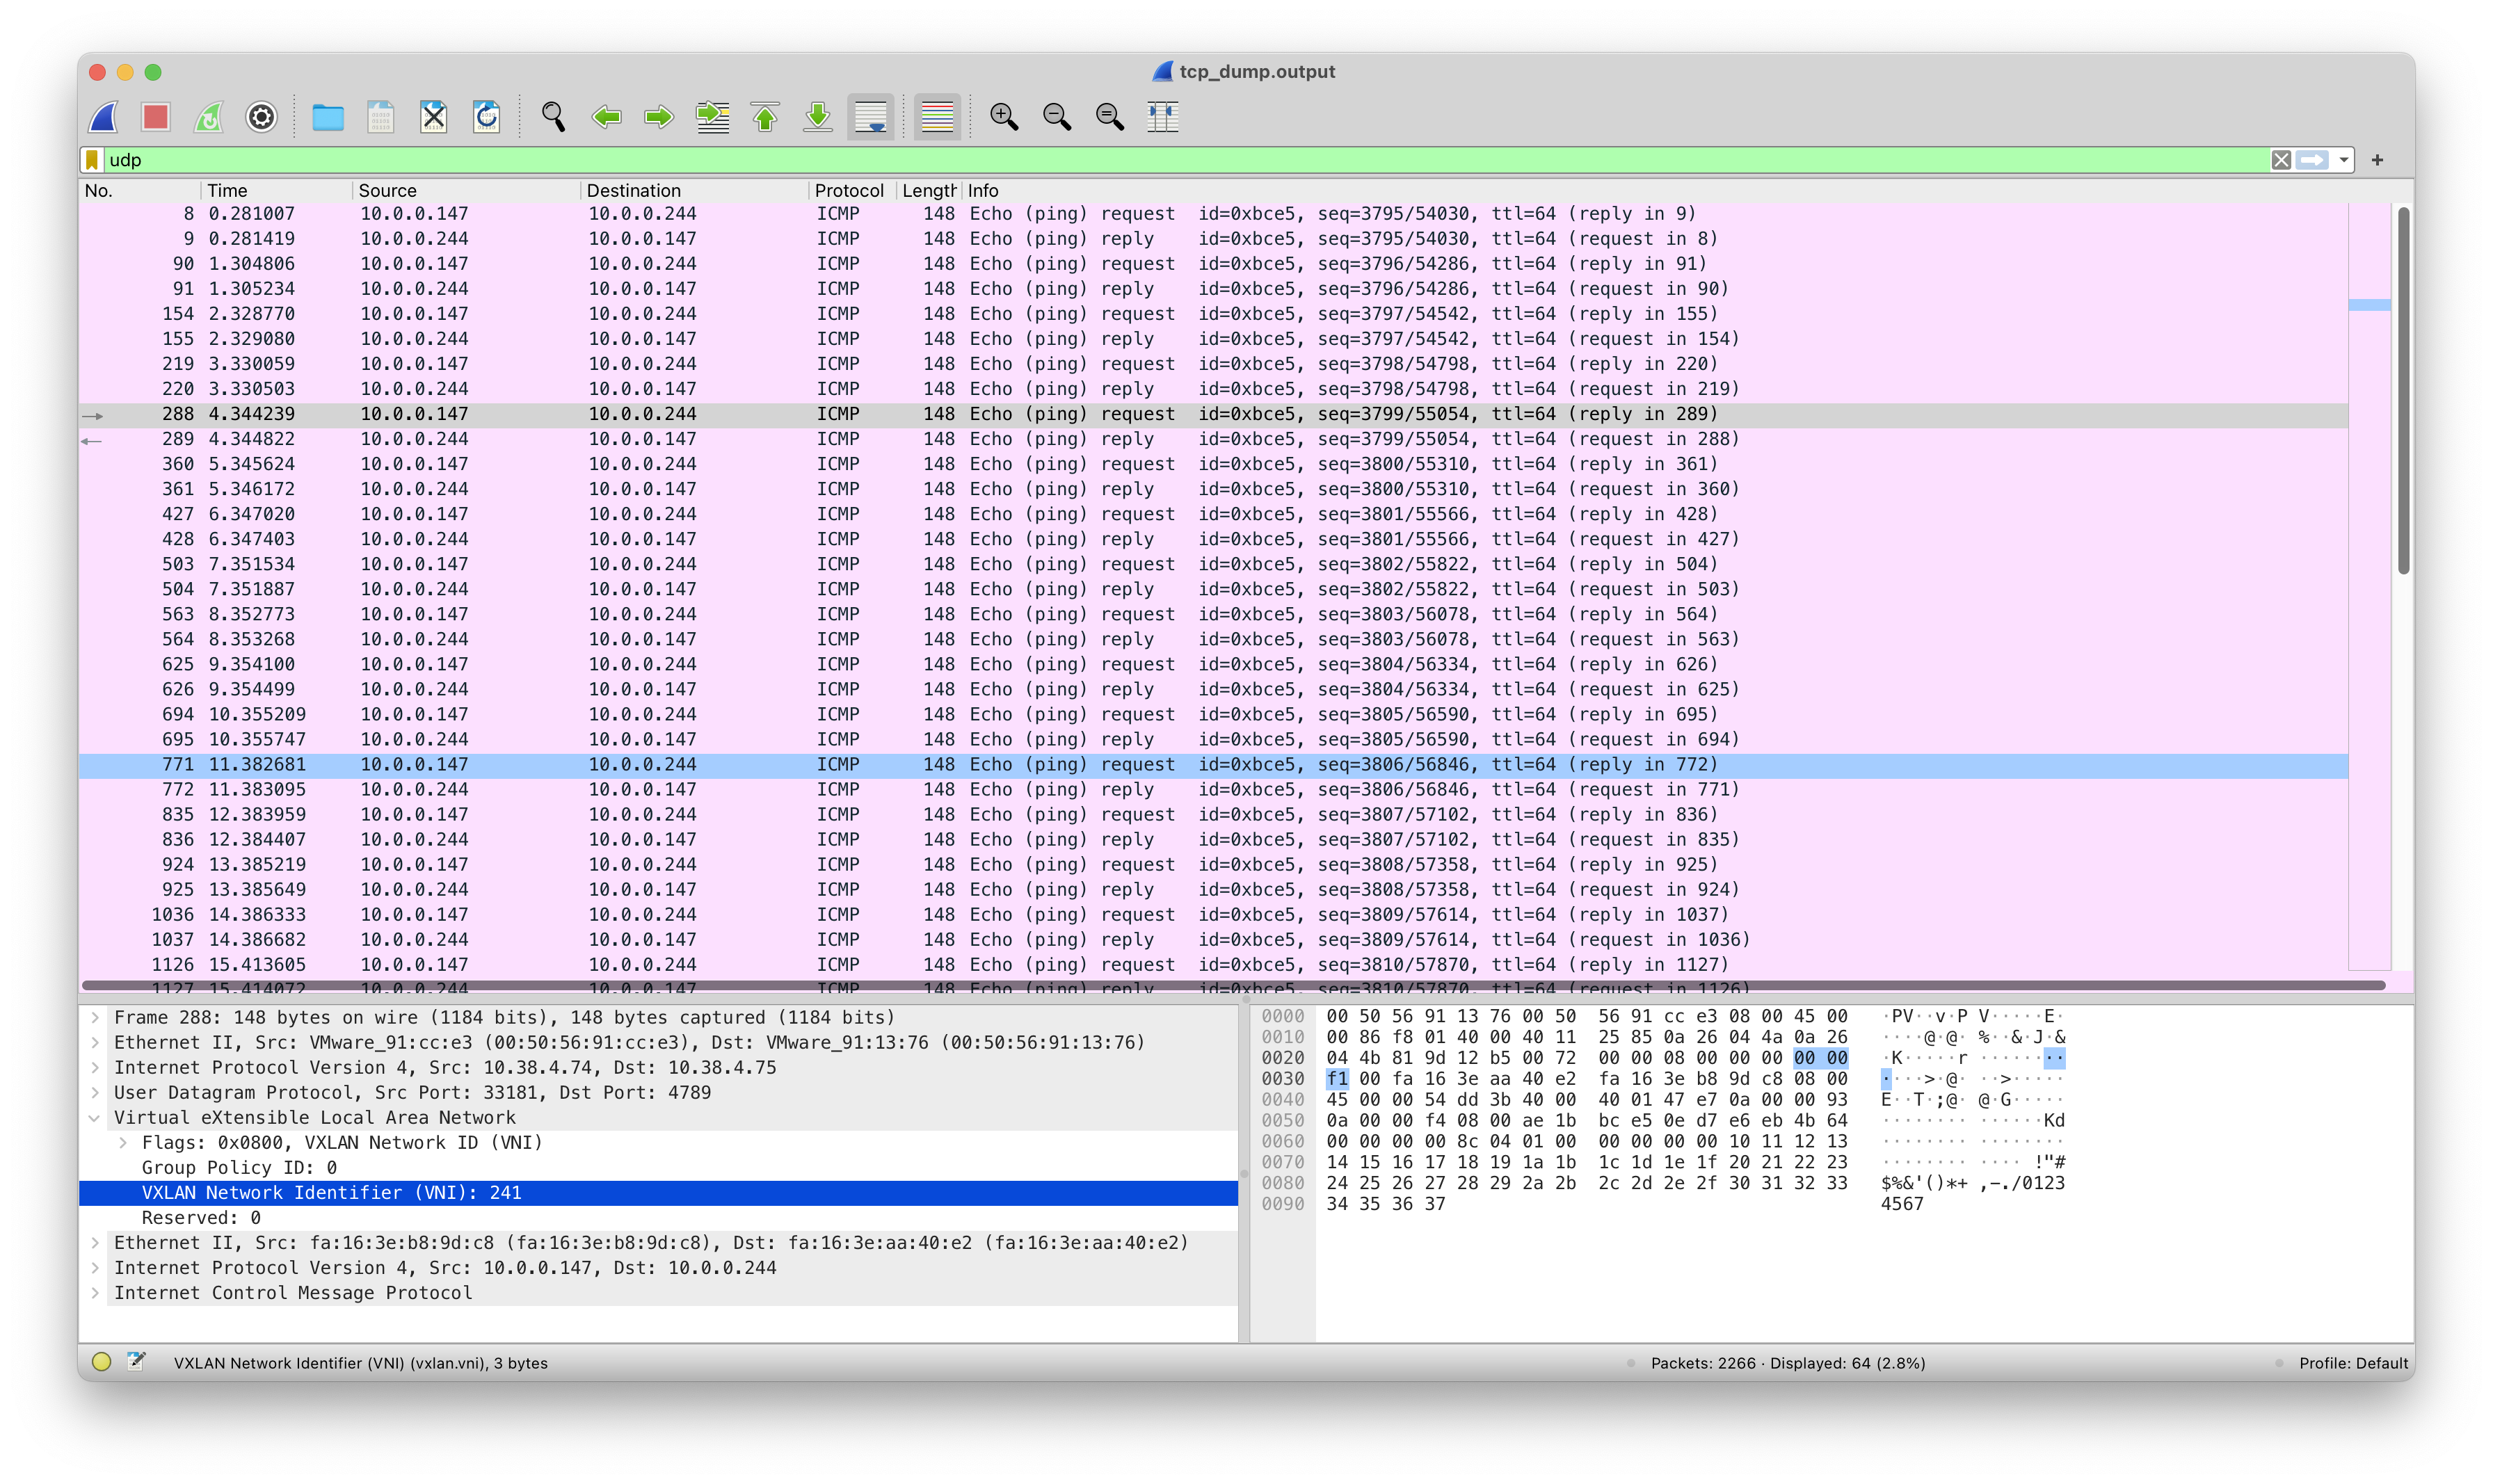 tcp_dump.output
udp
No. Time Source Destination Protocol Length Info
8 0.281007 10.0.0.147 10.0.0.244 ICMP 148 Echo (ping) request id=0xbce5, seq=3795/54030, ttl=64 (reply in 9)
9 0.281419 10.0.0.244 10.0.0.147 ICMP 148 Echo (ping) reply id=0xbce5, seq=3795/54030, ttl=64 (request in 8)
90 1.304806 10.0.0.147 10.0.0.244 ICMP 148 Echo (ping) request id=0xbce5, seq=3796/54286, ttl=64 (reply in 91)
91 1.305234 10.0.0.244 10.0.0.147 ICMP 148 Echo (ping) reply id=0xbce5, seq=3796/54286, ttl=64 (request in 90)
154 2.328770 10.0.0.147 10.0.0.244 ICMP 148 Echo (ping) request id=0xbce5, seq=3797/54542, ttl=64 (reply in 155)
155 2.329080 10.0.0.244 10.0.0.147 ICMP 148 Echo (ping) reply id=0xbce5, seq=3797/54542, ttl=64 (request in 154)
219 3.330059 10.0.0.147 10.0.0.244 ICMP 148 Echo (ping) request id=0xbce5, seq=3798/54798, ttl=64 (reply in 220)
220 3.330503 10.0.0.244 10.0.0.147 ICMP 148 Echo (ping) reply id=0xbce5, seq=3798/54798, ttl=64 (request in 219)
288 4.344239 10.0.0.147 10.0.0.244 ICMP 148 Echo (ping) request id=0xbce5, seq=3799/55054, ttl=64 (reply in 289)
289 4.344822 10.0.0.244 10.0.0.147 ICMP 148 Echo (ping) reply id=0xbce5, seq=3799/55054, ttl=64 (request in 288)
360 5.345624 10.0.0.147 10.0.0.244 ICMP 148 Echo (ping) request id=0xbce5, seq=3800/55310, ttl=64 (reply in 361)
361 5.346172 10.0.0.244 10.0.0.147 ICMP 148 Echo (ping) reply id=0xbce5, seq=3800/55310, ttl=64 (request in 360)
427 6.347020 10.0.0.147 10.0.0.244 ICMP 148 Echo (ping) request id=0xbce5, seq=3801/55566, ttl=64 (reply in 428)
428 6.347403 10.0.0.244 10.0.0.147 ICMP 148 Echo (ping) reply id=0xbce5, seq=3801/55566, ttl=64 (request in 427)
503 7.351534 10.0.0.147 10.0.0.244 ICMP 148 Echo (ping) request id=0xbce5, seq=3802/55822, ttl=64 (reply in 504)
504 7.351887 10.0.0.244 10.0.0.147 ICMP 148 Echo (ping) reply id=0xbce5, seq=3802/55822, ttl=64 (request in 503)
563 8.352773 10.0.0.147 10.0.0.244 ICMP 148 Echo (ping) request id=0xbce5, seq=3803/56078, ttl=64 (reply in 564)
564 8.353268 10.0.0.244 10.0.0.147 ICMP 148 Echo (ping) reply id=0xbce5, seq=3803/56078, ttl=64 (request in 563)
625 9.354100 10.0.0.147 10.0.0.244 ICMP 148 Echo (ping) request id=0xbce5, seq=3804/56334, ttl=64 (reply in 626)
626 9.354499 10.0.0.244 10.0.0.147 ICMP 148 Echo (ping) reply id=0xbce5, seq=3804/56334, ttl=64 (request in 625)
694 10.355209 10.0.0.147 10.0.0.244 ICMP 148 Echo (ping) request id=0xbce5, seq=3805/56590, ttl=64 (reply in 695)
695 10.355747 10.0.0.244 10.0.0.147 ICMP 148 Echo (ping) reply id=0xbce5, seq=3805/56590, ttl=64 (request in 694)
771 11.382681 10.0.0.147 10.0.0.244 ICMP 148 Echo (ping) request id=0xbce5, seq=3806/56846, ttl=64 (reply in 772)
772 11.383095 10.0.0.244 10.0.0.147 ICMP 148 Echo (ping) reply id=0xbce5, seq=3806/56846, ttl=64 (request in 771)
835 12.383959 10.0.0.147 10.0.0.244 ICMP 148 Echo (ping) request id=0xbce5, seq=3807/57102, ttl=64 (reply in 836)
836 12.384407 10.0.0.244 10.0.0.147 ICMP 148 Echo (ping) reply id=0xbce5, seq=3807/57102, ttl=64 (request in 835)
924 13.385219 10.0.0.147 10.0.0.244 ICMP 148 Echo (ping) request id=0xbce5, seq=3808/57358, ttl=64 (reply in 925)
925 13.385649 10.0.0.244 10.0.0.147 ICMP 148 Echo (ping) reply id=0xbce5, seq=3808/57358, ttl=64 (request in 924)
1036 14.386333 10.0.0.147 10.0.0.244 ICMP 148 Echo (ping) request id=0xbce5, seq=3809/57614, ttl=64 (reply in 1037)
1037 14.386682 10.0.0.244 10.0.0.147 ICMP 148 Echo (ping) reply id=0xbce5, seq=3809/57614, ttl=64 (request in 1036)
1126 15.413605 10.0.0.147 10.0.0.244 ICMP 148 Echo (ping) request id=0xbce5, seq=3810/57870, ttl=64 (reply in 1127)
1127 15.414072 10.0.0.244 10.0.0.147 ICMP 148 Echo (ping) reply id=0xbce5, seq=3810/57870, ttl=64 (request in 1126)
Frame 288: 148 bytes on wire (1184 bits), 148 bytes captured (1184 bits)
Ethernet II, Src: VMware_91:cc:e3 (00:50:56:91:cc:e3), Dst: VMware_91:13:76 (00:50:56:91:13:76)
Internet Protocol Version 4, Src: 10.38.4.74, Dst: 10.38.4.75
User Datagram Protocol, Src Port: 33181, Dst Port: 4789
Virtual eXtensible Local Area Network
Flags: 0x0800, VXLAN Network ID (VNI)
Group Policy ID: 0
VXLAN Network Identifier (VNI): 241
Reserved: 0
Ethernet II, Src: fa:16:3e:b8:9d:c8 (fa:16:3e:b8:9d:c8), Dst: fa:16:3e:aa:40:e2 (fa:16:3e:aa:40:e2)
Internet Protocol Version 4, Src: 10.0.0.147, Dst: 10.0.0.244
Internet Control Message Protocol
0000 00 50 56 91 13 76 00 50 56 91 cc e3 08 00 45 00 ·PV··v·P V·····E·
0010 00 86 f8 01 40 00 40 11 25 85 0a 26 04 4a 0a 26 ····@·@· %··&·J·&
0020 04 4b 81 9d 12 b5 00 72 00 00 08 00 00 00 00 00 ·K·····r ········
0030 f1 00 fa 16 3e aa 40 e2 fa 16 3e b8 9d c8 08 00 ····>·@· ··>·····
0040 45 00 00 54 dd 3b 40 00 40 01 47 e7 0a 00 00 93 E··T·;@· @·G·····
0050 0a 00 00 f4 08 00 ae 1b bc e5 0e d7 e6 eb 4b 64 ········ ······Kd
0060 00 00 00 00 8c 04 01 00 00 00 00 00 10 11 12 13 ········ ········
0070 14 15 16 17 18 19 1a 1b 1c 1d 1e 1f 20 21 22 23 ········ ···· !"#
0080 24 25 26 27 28 29 2a 2b 2c 2d 2e 2f 30 31 32 33 $%&'()*+ ,-./0123
0090 34 35 36 37 4567
VXLAN Network Identifier (VNI) (vxlan.vni), 3 bytes Packets: 2266 · Displayed: 64 (2.8%) Profile: Default